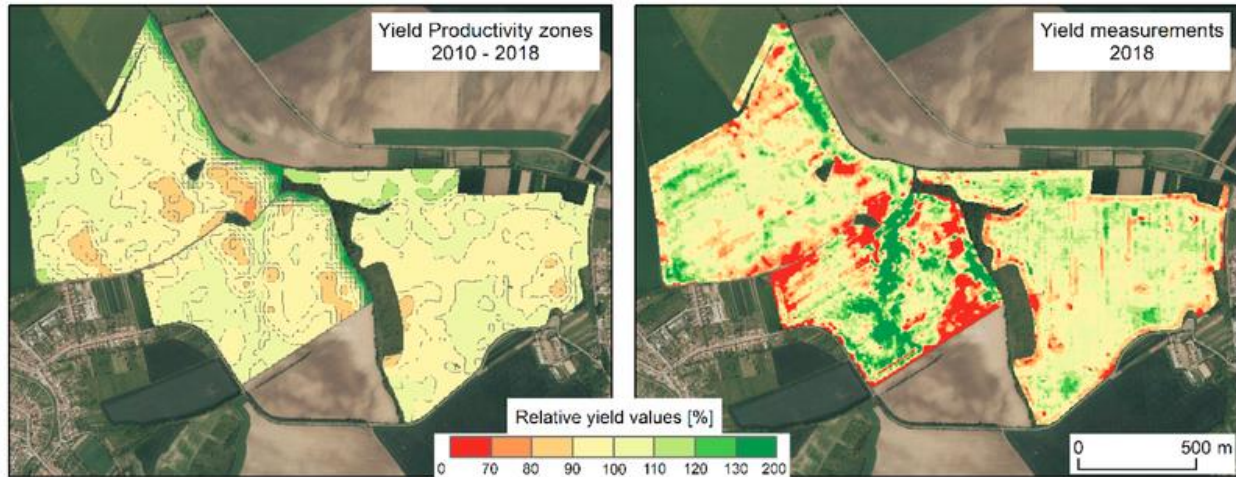 Yield Productivity zones
2010 - 2018
Yield measurements
2018
Relative yield values [%]
0 70 80 90 100 110 120 130 200
0 500 m